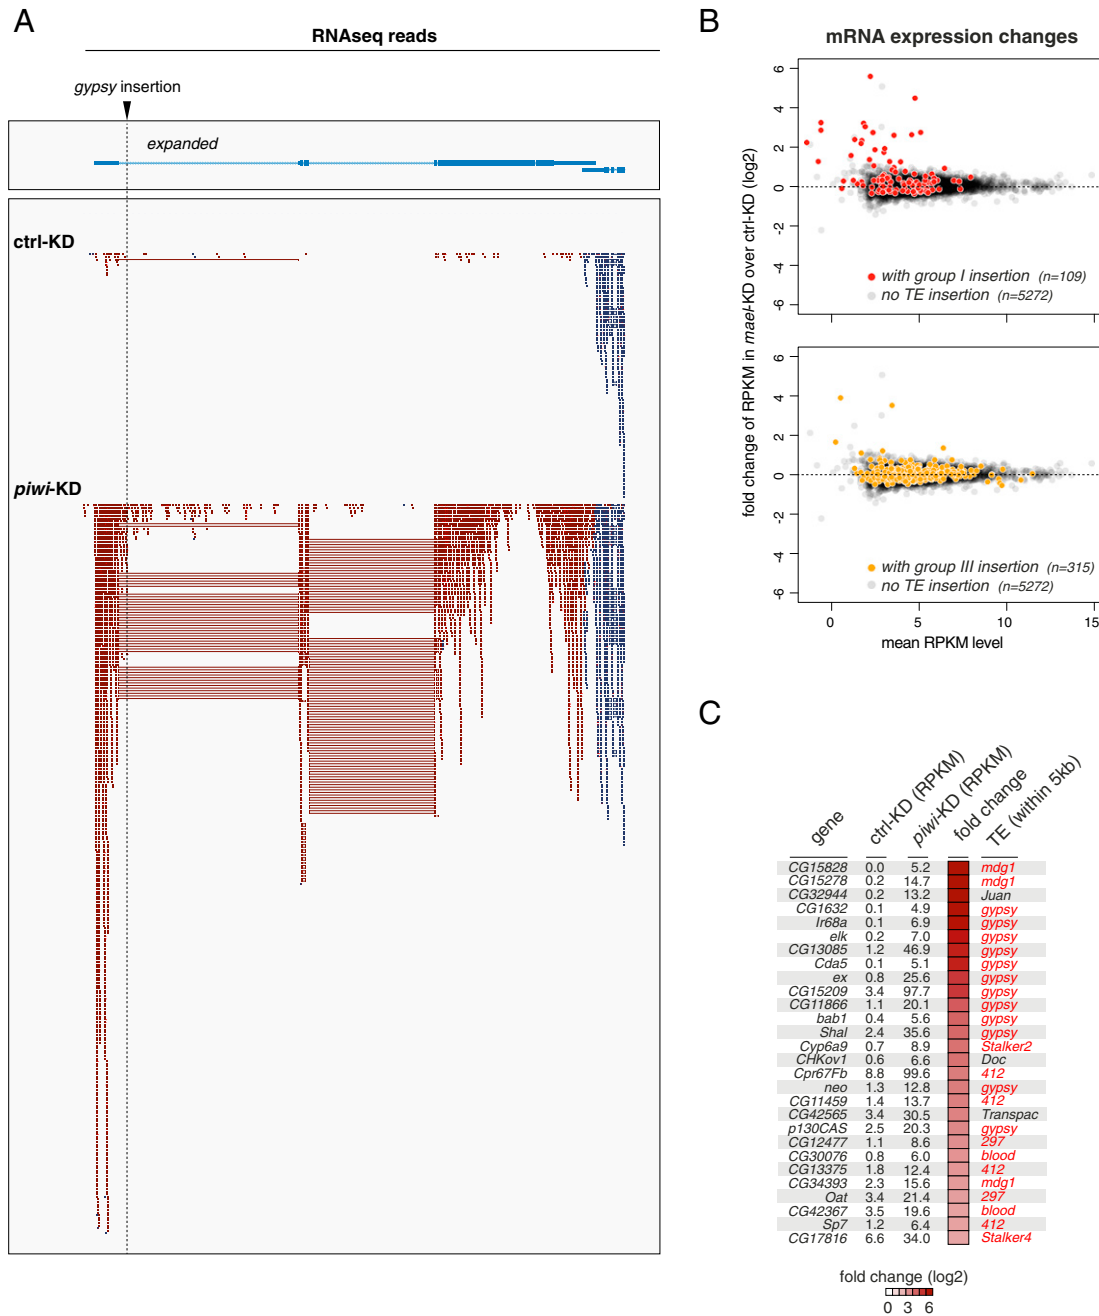 A
RNAseq reads
gypsy insertion
expanded
ctrl-KD
piwi-KD
B
mRNA expression changes
fold change of RPKM in mael-KD over ctrl-KD (log2)
6
4
2
0
-2
-4
-6
with group I insertion (n=109)
no TE insertion (n=5272)
6
4
2
0
-2
-4
-6
with group III insertion (n=315)
no TE insertion (n=5272)
0 5 10 15
mean RPKM level
C
gene ctrl-KD (RPKM) piwi-KD (RPKM) fold change TE (within 5kb)
CG15828 0.0 5.2 mdg1
CG15278 0.2 14.7 mdg1
CG32944 0.2 13.2 Juan
CG1632 0.1 4.9 gypsy
Ir68a 0.1 6.9 gypsy
elk 0.2 7.0 gypsy
CG13085 1.2 46.9 gypsy
Cda5 0.1 5.1 gypsy
ex 0.8 25.6 gypsy
CG15209 3.4 97.7 gypsy
CG11866 1.1 20.1 gypsy
bab1 0.4 5.6 gypsy
Shal 2.4 35.6 gypsy
Cyp6a9 0.7 8.9 Stalker2
CHKov1 0.6 6.6 Doc
Cpr67Fb 8.8 99.6 412
neo 1.3 12.8 gypsy
CG11459 1.4 13.7 412
CG42565 3.4 30.5 Transpac
p130CAS 2.5 20.3 gypsy
CG12477 1.1 8.6 297
CG30076 0.8 6.0 blood
CG13375 1.8 12.4 412
CG34393 2.3 15.6 mdg1
Oat 3.4 21.4 297
CG42367 3.5 19.6 blood
Sp7 1.2 6.4 412
CG17816 6.6 34.0 Stalker4
fold change (log2)
0 3 6